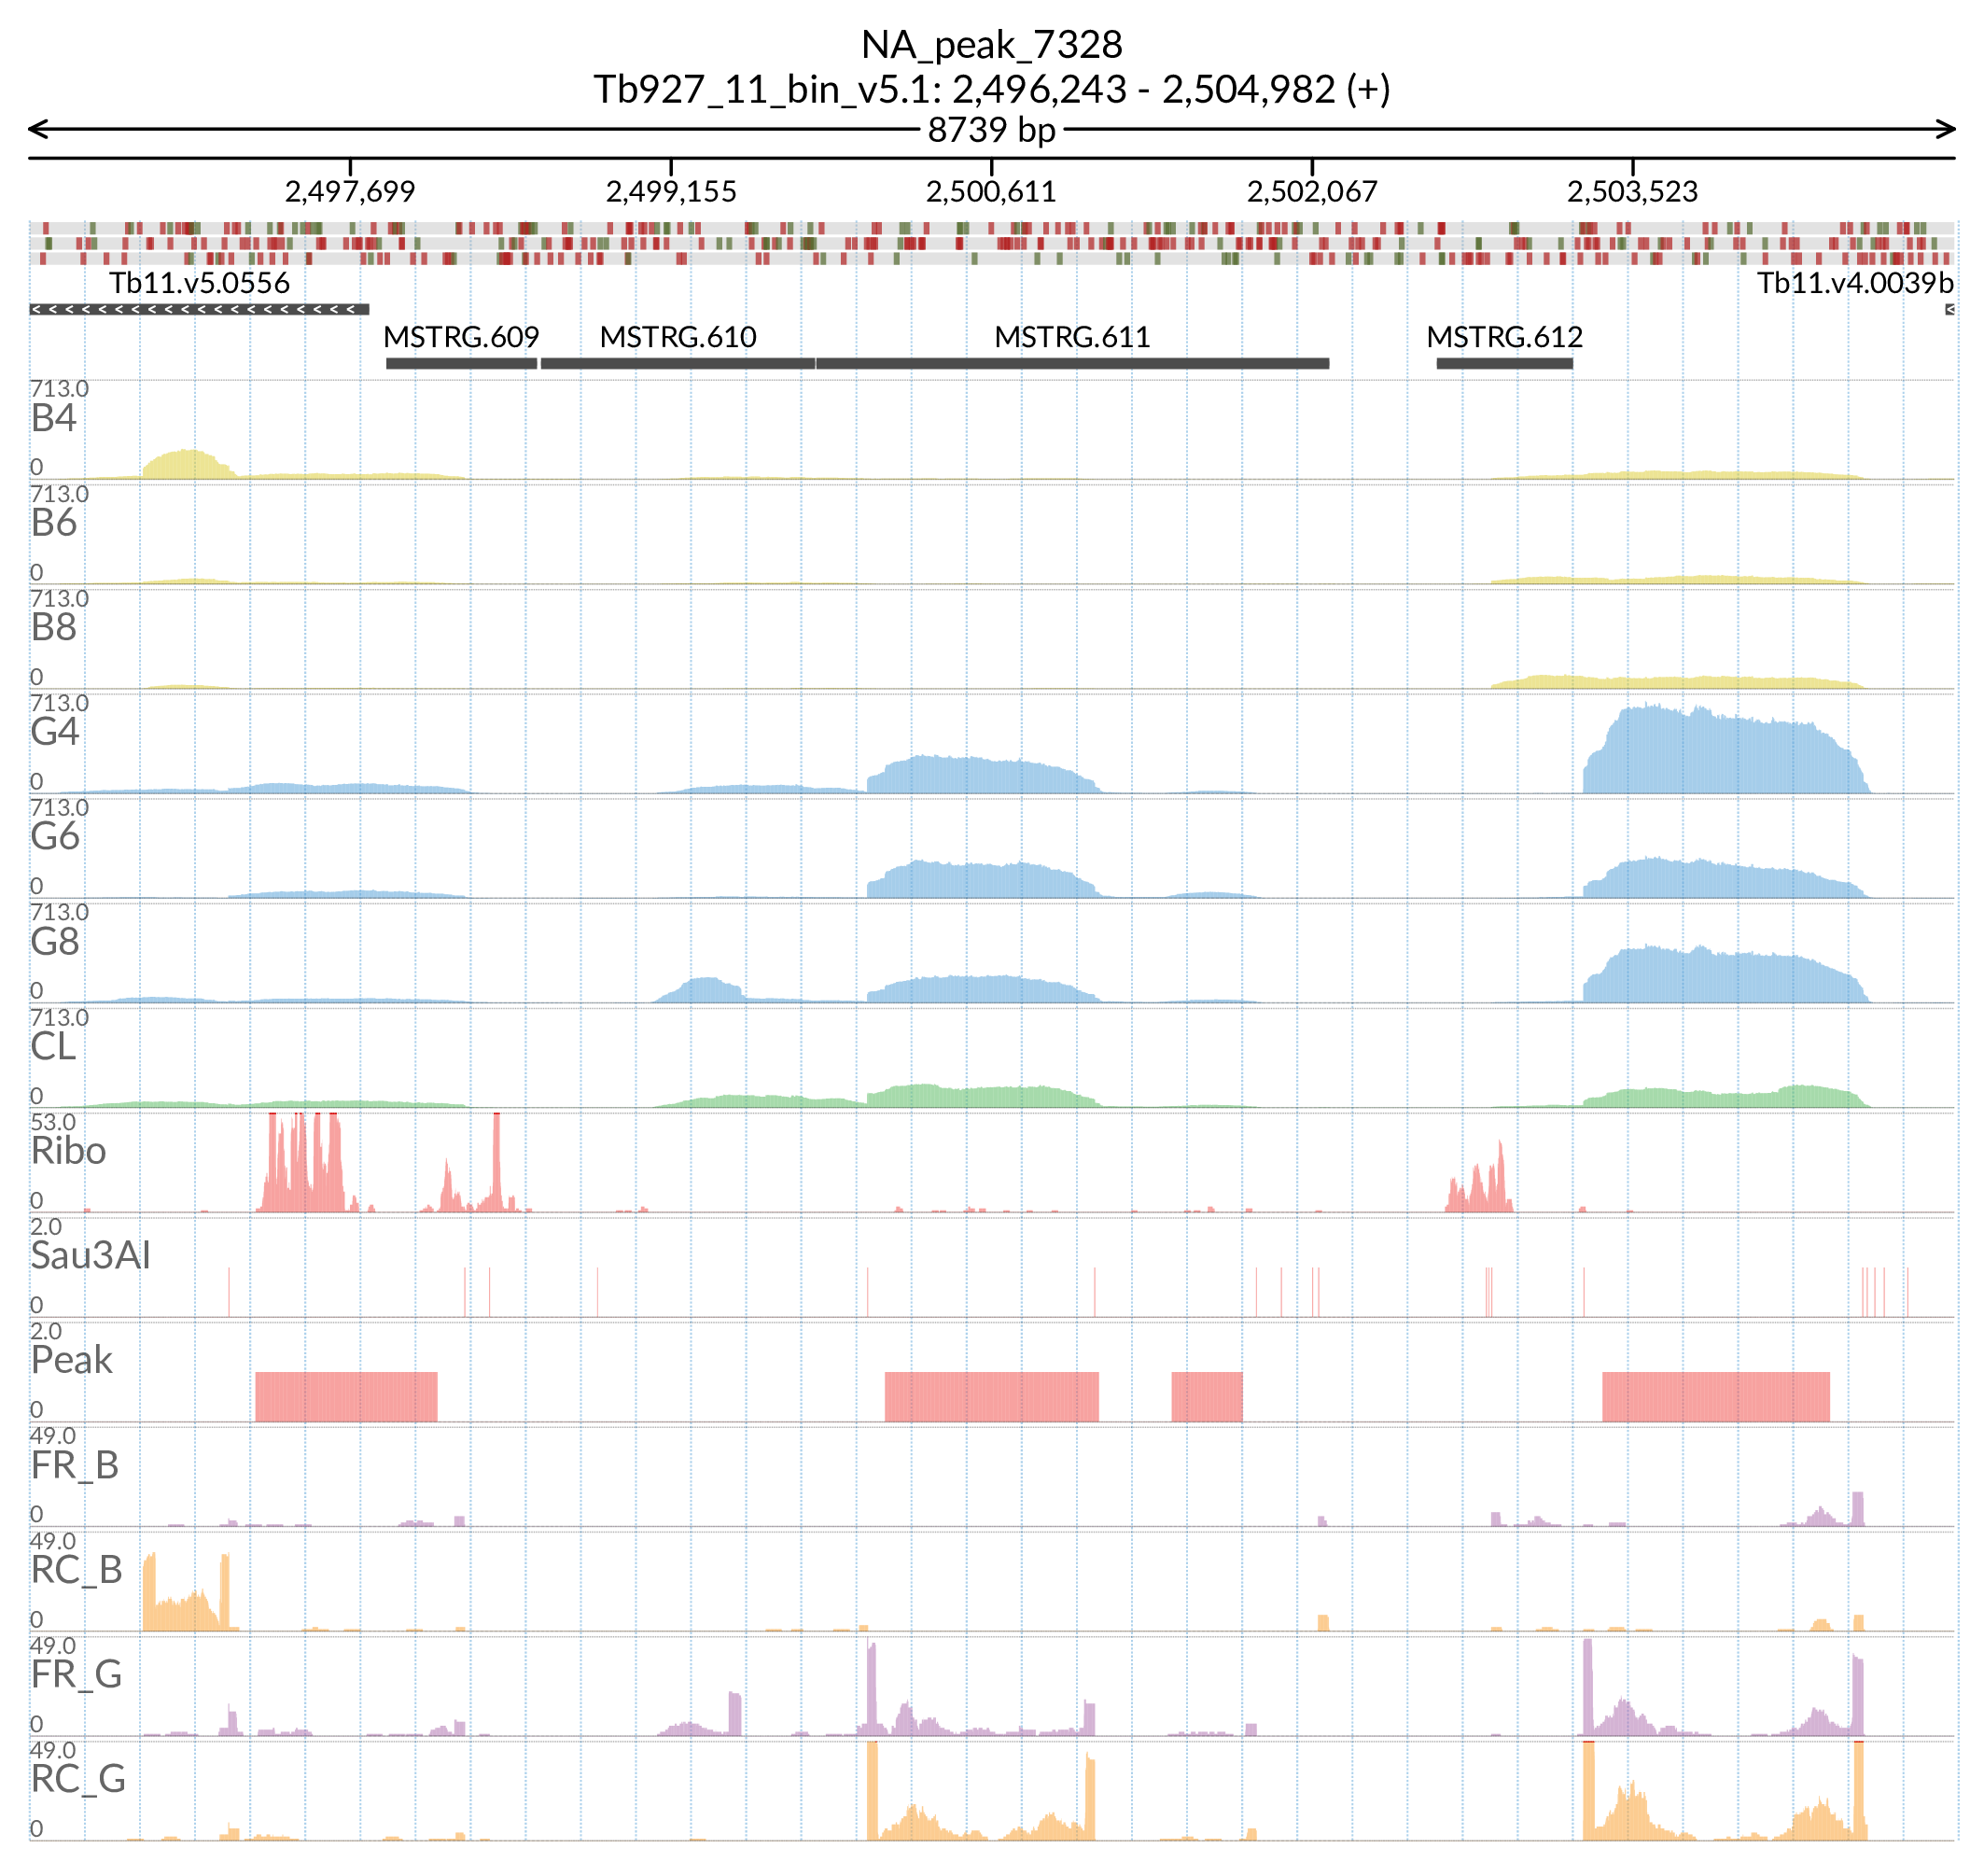 NA_peak_7328
Tb927_11_bin_v5.1: 2,496,243 - 2,504,982 (+)
8739 bp
2,497,699 2,499,155 2,500,611 2,502,067 2,503,523
Tb11.v5.0556 Tb11.v4.0039b
MSTRG.609 MSTRG.610 MSTRG.611 MSTRG.612
713.0
B4
0
713.0
B6
0
713.0
B8
0
713.0
G4
0
713.0
G6
0
713.0
G8
0
713.0
CL
0
53.0
Ribo
0
2.0
Sau3AI
0
2.0
Peak
0
49.0
FR_B
0
49.0
RC_B
0
49.0
FR_G
0
49.0
RC_G
0